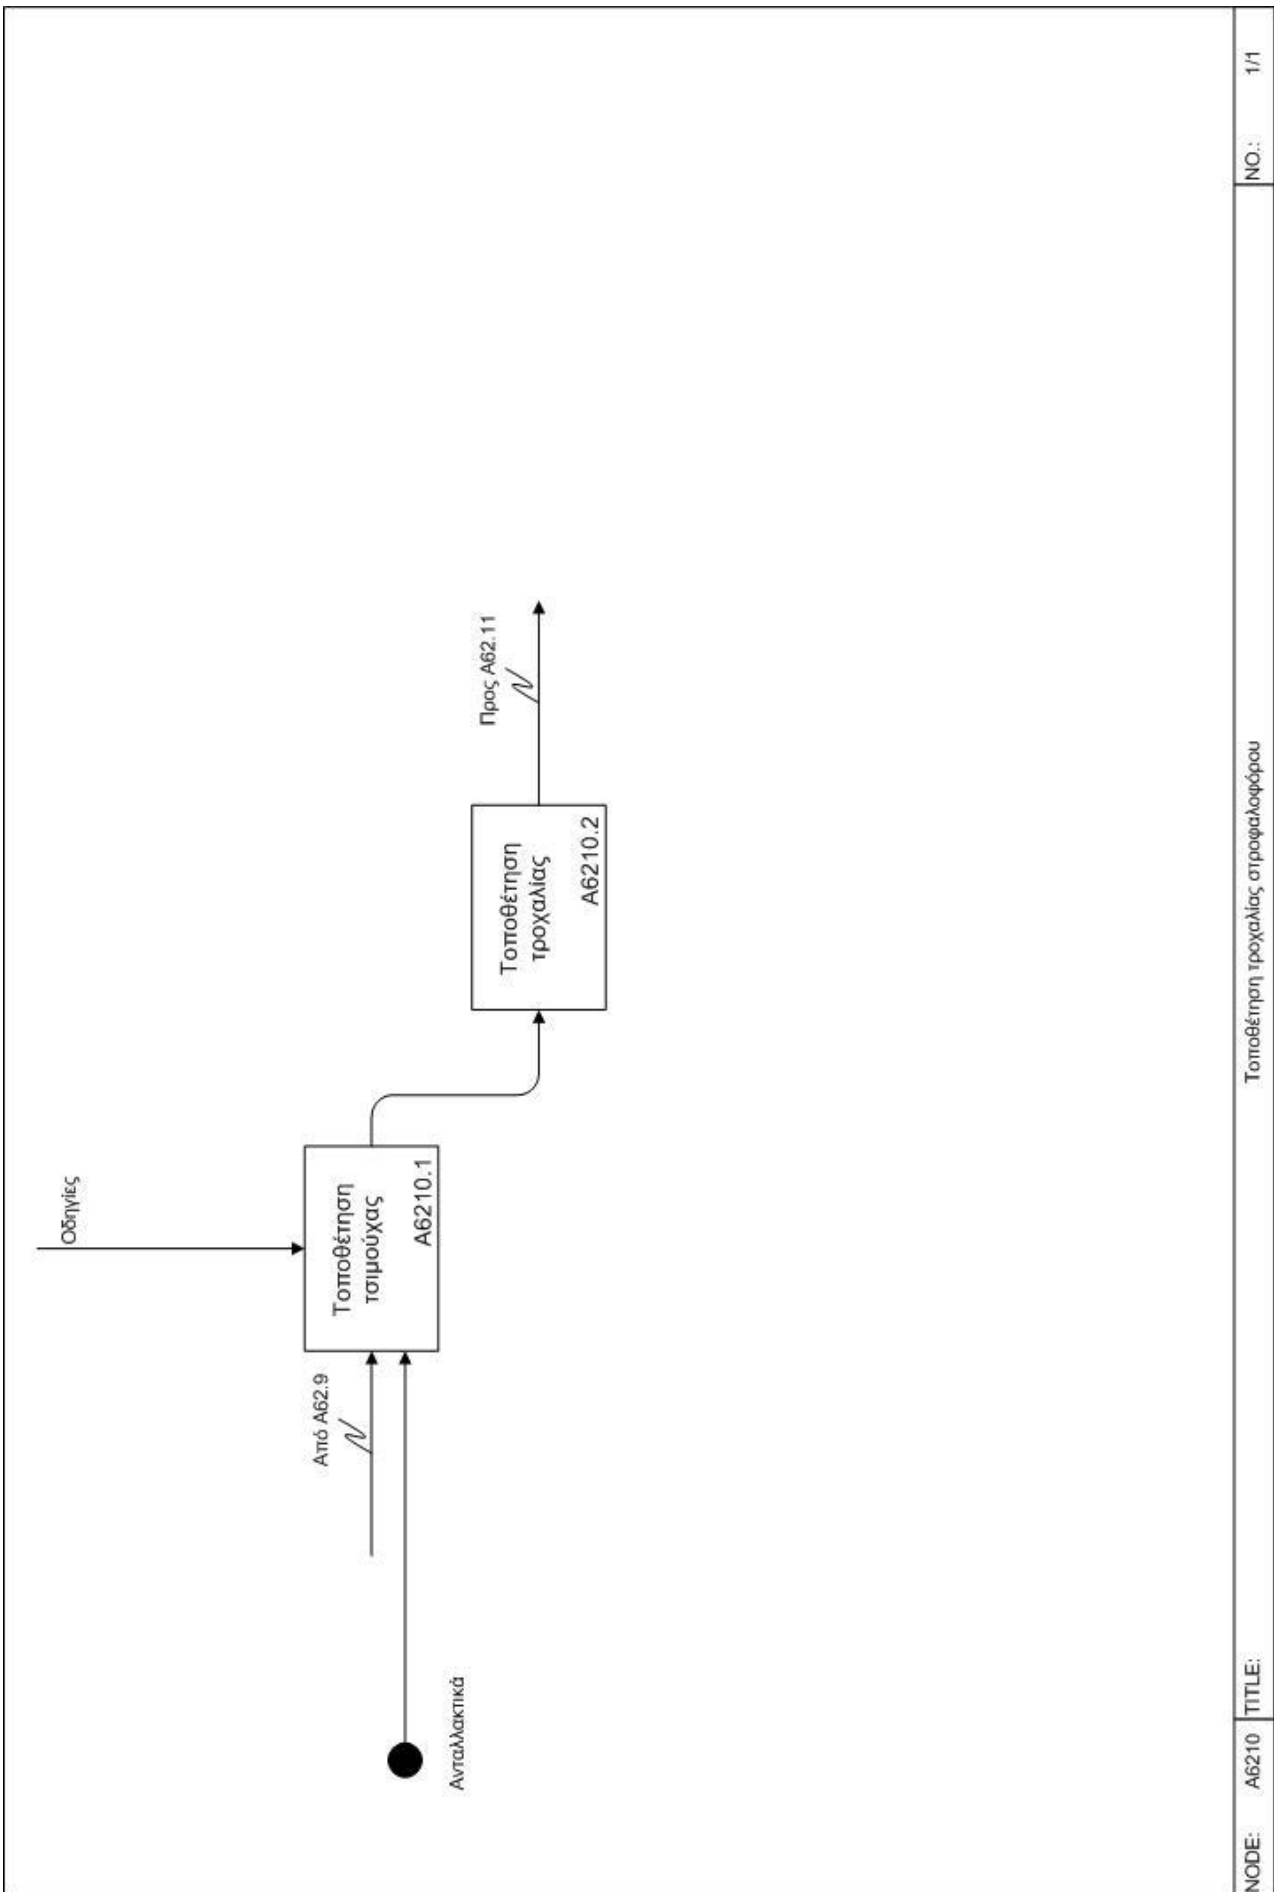 Οδηγίες
Από A62.9
Τοποθέτηση
τσιμούχας
A6210.1
Ανταλλακτικά
Προς A62.11
Τοποθέτηση
τροχαλίας
A6210.2
NODE: A6210 TITLE: Τοποθέτηση τροχαλίας στροφαλοφόρου NO.: 1/1